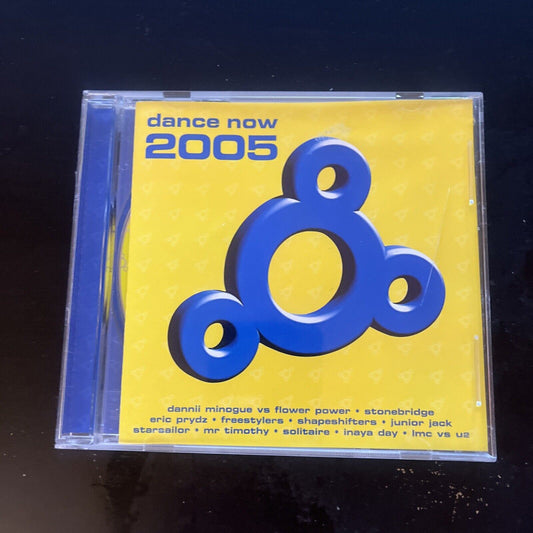 dance now
2005
dannii minogue vs flower power • stonebridge
eric prydz • freestylers • shapeshifters • junior jack
starsailor • mr timothy • solitaire • inaya day • lmc vs u2